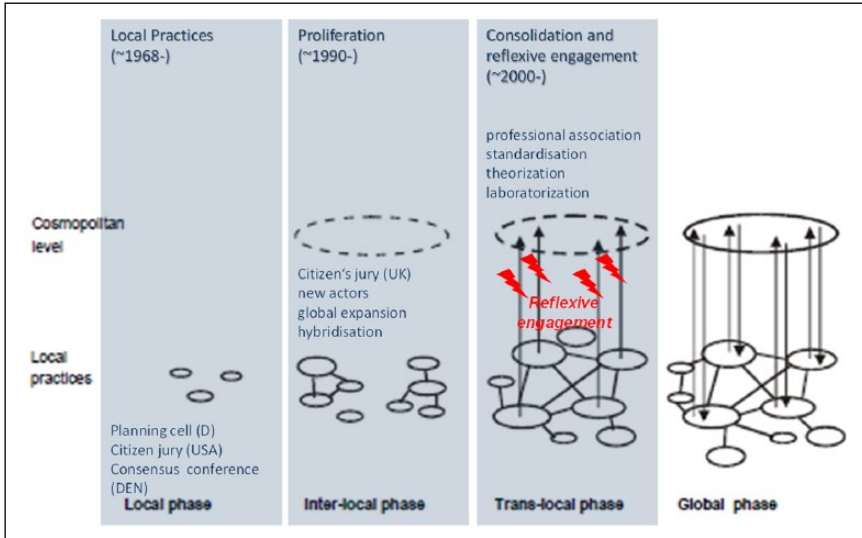 Local Practices
(~1968-)
Proliferation
(~1990-)
Consolidation and
reflexive engagement
(~2000-)
professional association
standardisation
theorization
laboratorization
Cosmopolitan
level
Citizen's jury (UK)
new actors
global expansion
hybridisation
Reflexive
engagement
Local
practices
Planning cell (D)
Citizen jury (USA)
Consensus conference
(DEN)
Local phase
Inter-local phase
Trans-local phase
Global phase